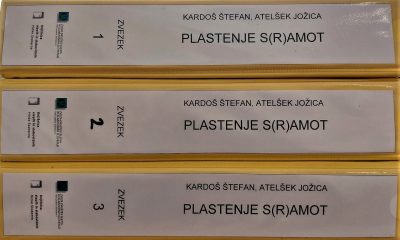 KARDOŠ ŠTEFAN, ATELŠEK JOŽICA
PLASTENJE S(R)AMOT
ZVEZEK
1
KARDOŠ ŠTEFAN, ATELŠEK JOŽICA
PLASTENJE S(R)AMOT
ZVEZEK
2
KARDOŠ ŠTEFAN, ATELŠEK JOŽICA
PLASTENJE S(R)AMOT
ZVEZEK
3